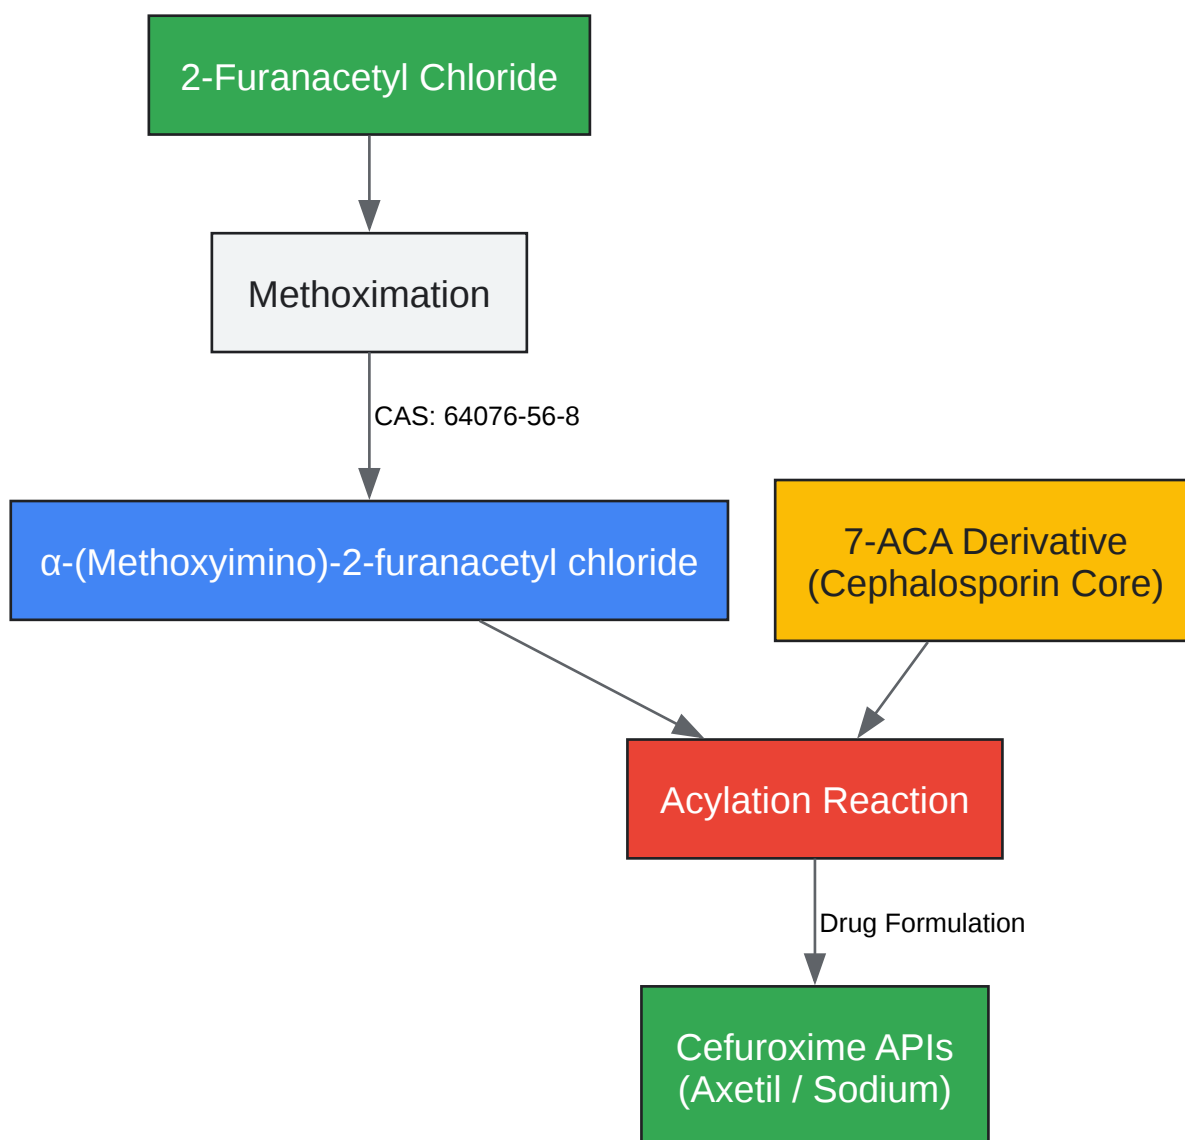 2-Furanacetyl Chloride
Methoximation
CAS: 64076-56-8
α-(Methoxyimino)-2-furanacetyl chloride
7-ACA Derivative
(Cephalosporin Core)
Acylation Reaction
Drug Formulation
Cefuroxime APIs
(Axetil / Sodium)